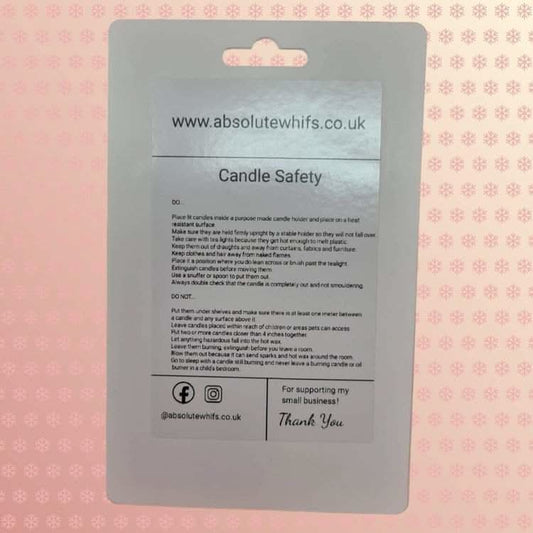 www.absolutewhifs.co.uk
Candle Safety
DO...
Place lit candles inside a purpose made candle holder and place on a heat
resistant surface.
Make sure they are held firmly upright by a stable holder so they will not fall over.
Take care with tea lights because they get hot enough to melt plastic.
Keep them out of draughts and away from curtains, fabrics and furniture.
Keep clothes and hair away from naked flames.
Place it a position where you do lean across or brush past the tealight.
Extinguish candles before moving them.
Use a snuffer or spoon to put them out.
Always double check that the candle is completely out and not smouldering.
DO NOT...
Put them under shelves and make sure there is at least one meter between
a candle and any surface above it.
Leave candles placed within reach of children or areas pets can access
Put two or more candles closer than 4 inches together.
Let anything hazardous fall into the hot wax.
Leave them burning, extinguish before you leave a room.
Blow them out because it can send sparks and hot wax around the room.
Go to sleep with a candle still burning and never leave a burning candle or oil
burner in a child's bedroom.
@absolutewhifs.co.uk
For supporting my
small business!
Thank You